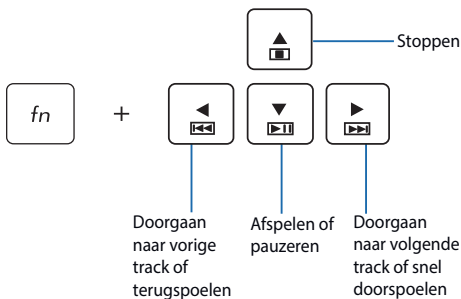 Stoppen
fn
+
Doorgaan
naar vorige
track of
terugspoelen
Afspelen of
pauzeren
Doorgaan
naar volgende
track of snel
doorspoelen